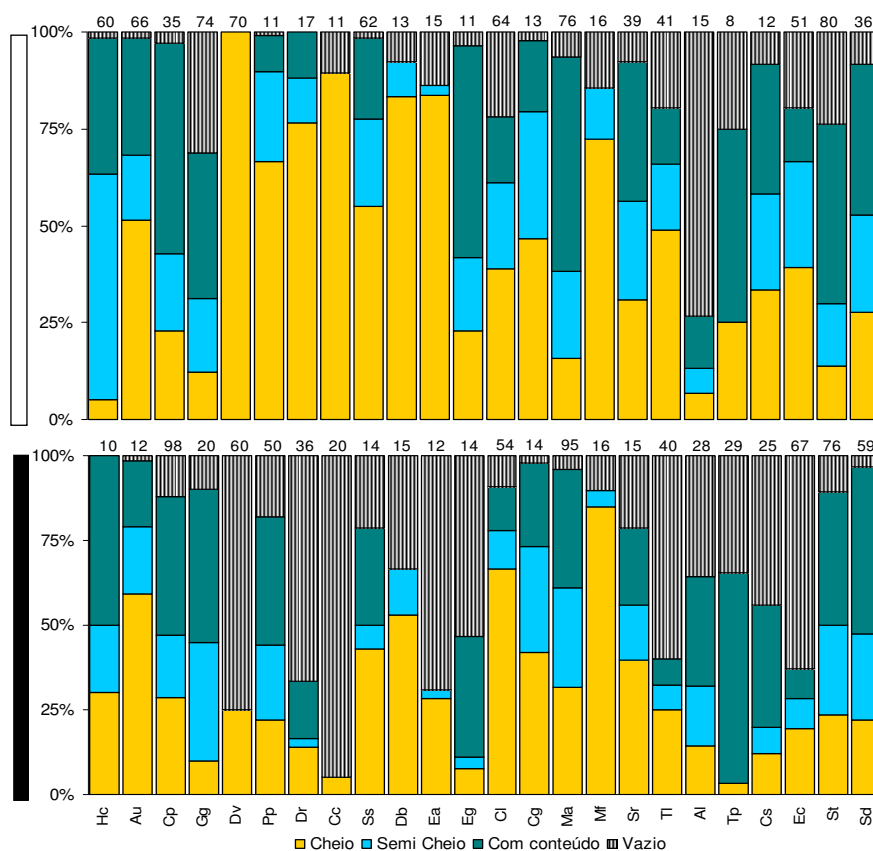 60 66 35 74 70 11 17 11 62 13 15 11 64 13 76 16 39 41 15 8 12 51 80 36
100%
75%
50%
25%
0%
10 12 98 20 60 50 36 20 14 15 12 14 54 14 95 16 15 40 28 29 25 67 76 59
100%
75%
50%
25%
0%
Hc Au Cp Gg Dv Pp Dr Cc Ss Db Ea Eg Cl Cg Ma Mf Sr Tl Al Tp Cs Ec St Sd
Cheio Semi Cheio Com conteúdo Vazio